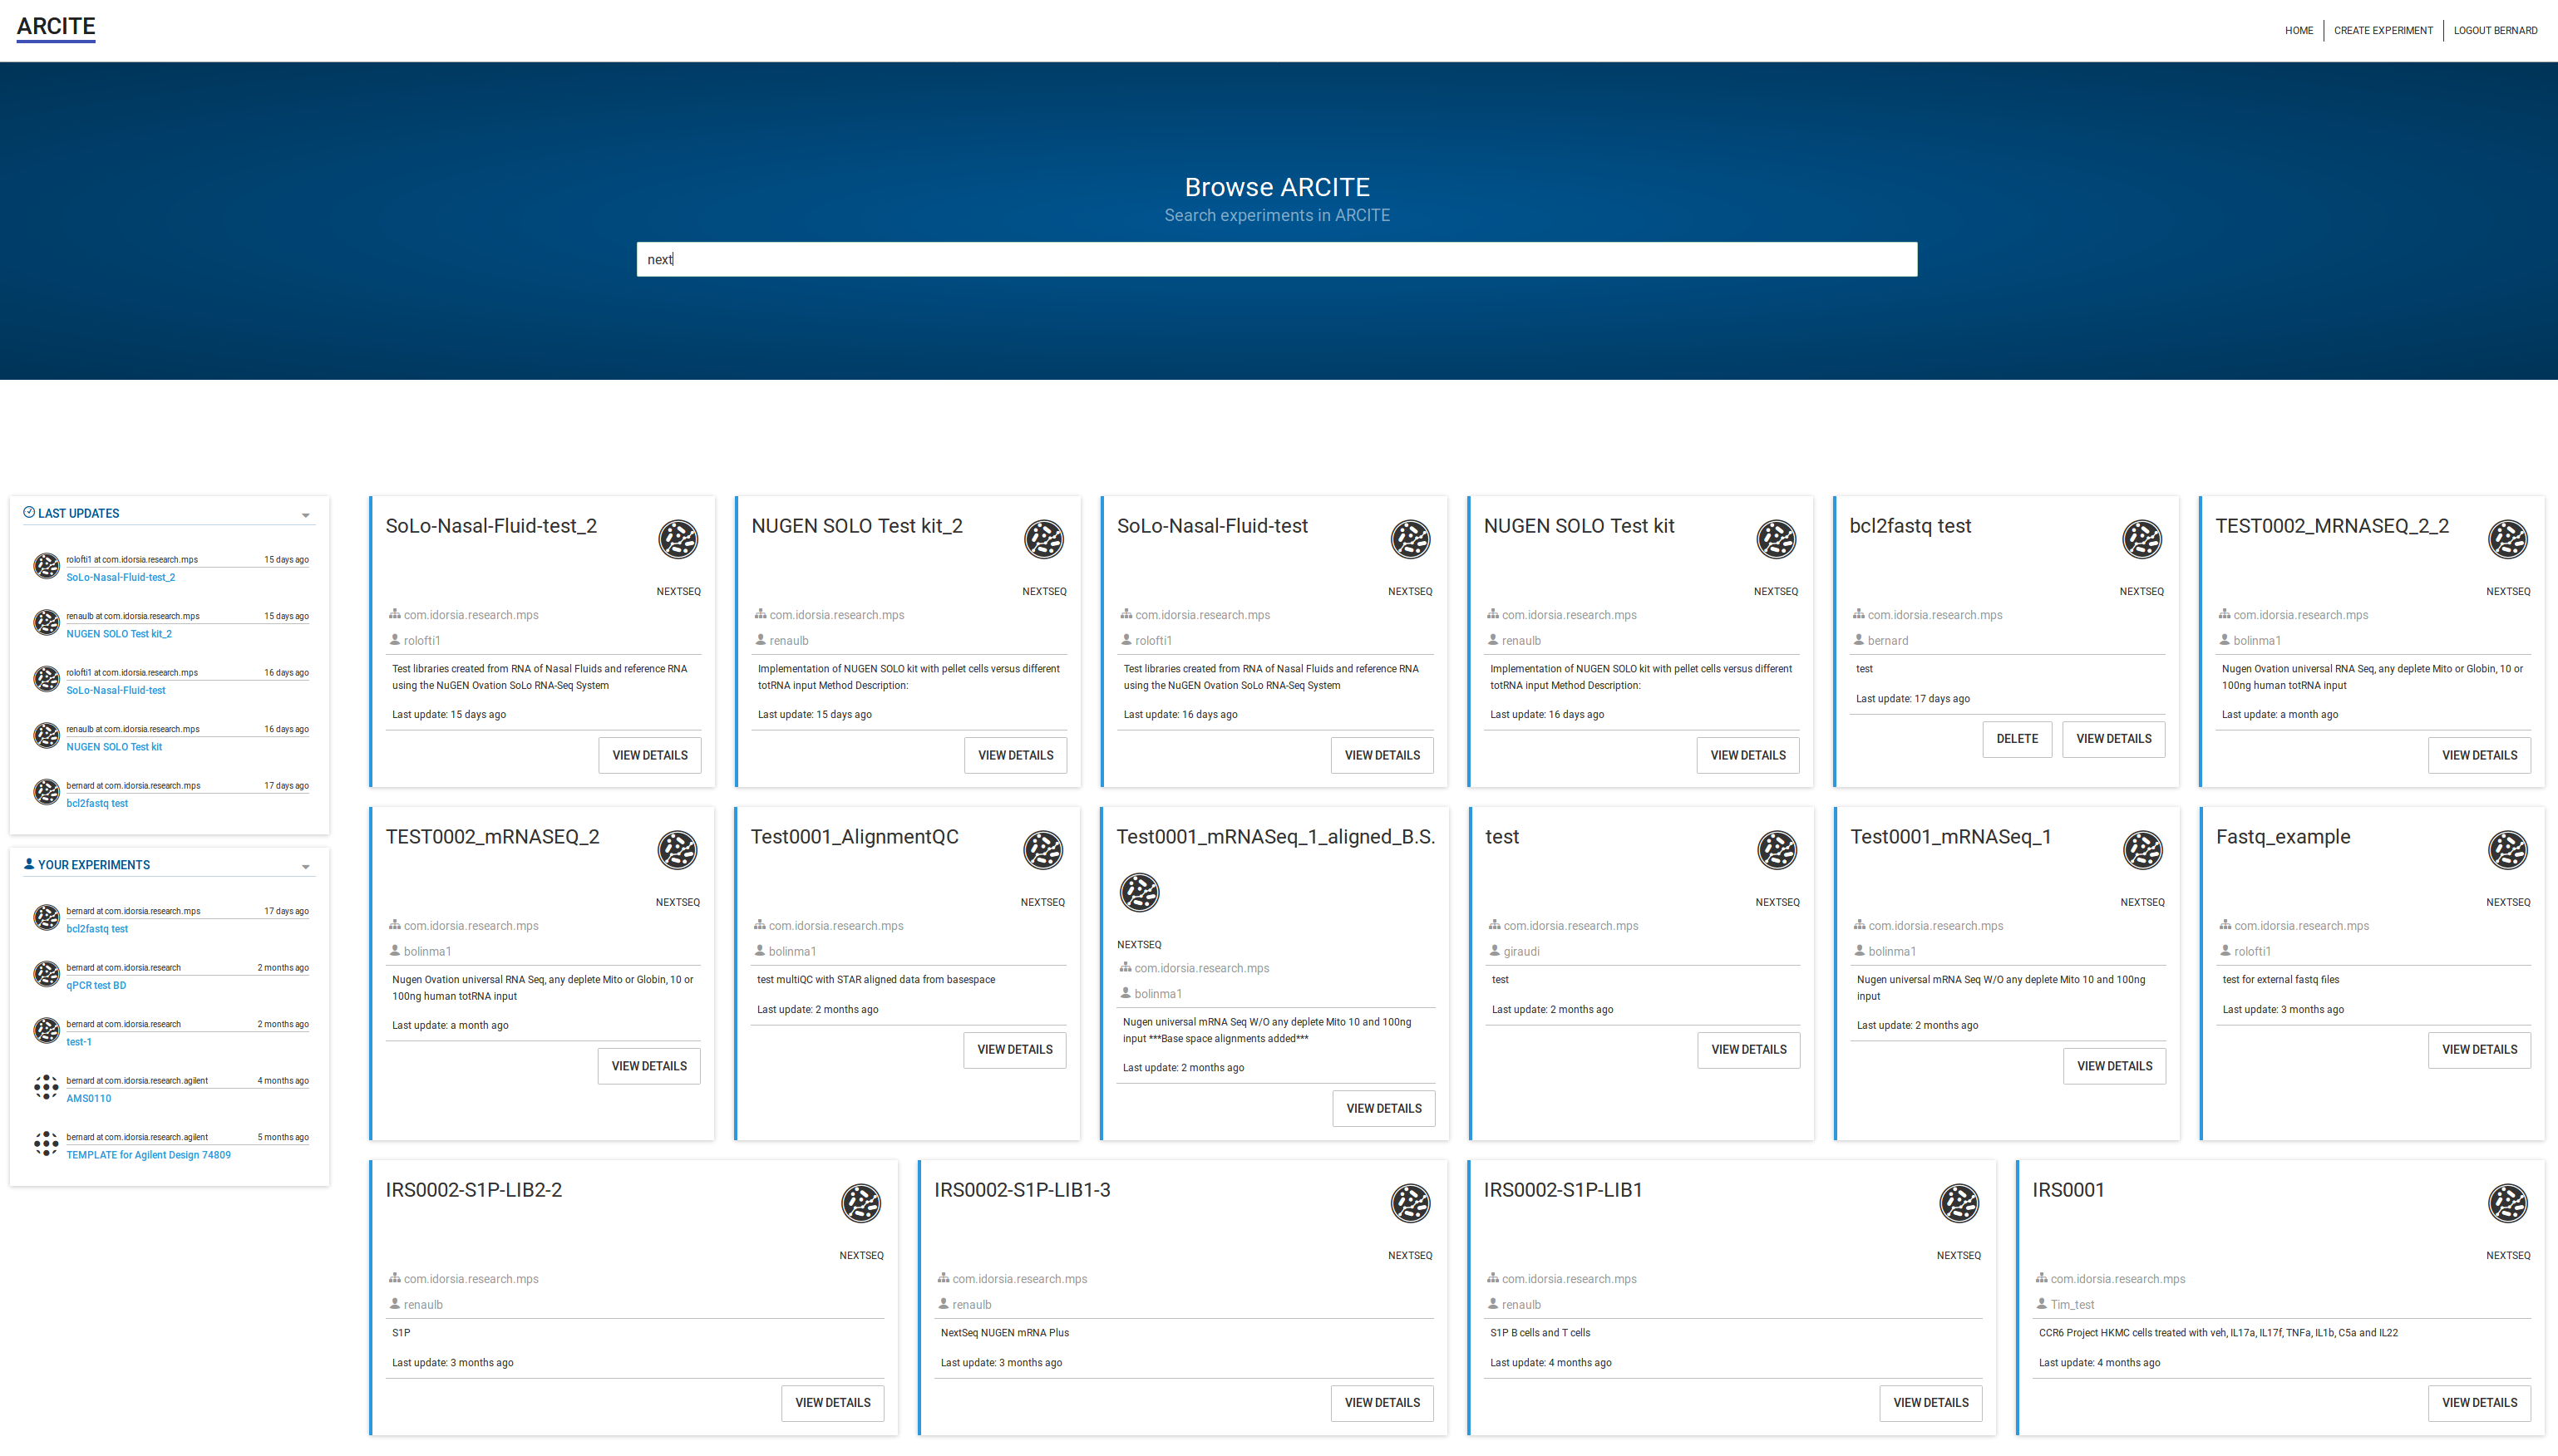 ARCITE
HOME
CREATE EXPERIMENT
LOGOUT BERNARD
Browse ARCITE
Search experiments in ARCITE
next
LAST UPDATES
rolofti1 at com.idorsia.research.mps 15 days ago
SoLo-Nasal-Fluid-test_2
renaulb at com.idorsia.research.mps 15 days ago
NUGEN SOLO Test kit_2
rolofti1 at com.idorsia.research.mps 16 days ago
SoLo-Nasal-Fluid-test
renaulb at com.idorsia.research.mps 16 days ago
NUGEN SOLO Test kit
bernard at com.idorsia.research.mps 17 days ago
bcl2fastq test
YOUR EXPERIMENTS
bernard at com.idorsia.research.mps 17 days ago
bcl2fastq test
bernard at com.idorsia.research 2 months ago
qPCR test BD
bernard at com.idorsia.research 2 months ago
test-1
bernard at com.idorsia.research.agilent 4 months ago
AMS0110
bernard at com.idorsia.research.agilent 5 months ago
TEMPLATE for Agilent Design 74809
SoLo-Nasal-Fluid-test_2
NEXTSEQ
com.idorsia.research.mps
rolofti1
Test libraries created from RNA of Nasal Fluids and reference RNA
using the NuGEN Ovation SoLo RNA-Seq System
Last update: 15 days ago
VIEW DETAILS
NUGEN SOLO Test kit_2
NEXTSEQ
com.idorsia.research.mps
renaulb
Implementation of NUGEN SOLO kit with pellet cells versus different
totRNA input Method Description:
Last update: 15 days ago
VIEW DETAILS
SoLo-Nasal-Fluid-test
NEXTSEQ
com.idorsia.research.mps
rolofti1
Test libraries created from RNA of Nasal Fluids and reference RNA
using the NuGEN Ovation SoLo RNA-Seq System
Last update: 16 days ago
VIEW DETAILS
NUGEN SOLO Test kit
NEXTSEQ
com.idorsia.research.mps
renaulb
Implementation of NUGEN SOLO kit with pellet cells versus different
totRNA input Method Description:
Last update: 16 days ago
VIEW DETAILS
bcl2fastq test
NEXTSEQ
com.idorsia.research.mps
bernard
test
Last update: 17 days ago
DELETE
VIEW DETAILS
TEST0002_MRNASEQ_2_2
NEXTSEQ
com.idorsia.research.mps
bolinma1
Nugen Ovation universal RNA Seq, any deplete Mito or Globin, 10 or
100ng human totRNA input
Last update: a month ago
VIEW DETAILS
TEST0002_mRNASEQ_2
NEXTSEQ
com.idorsia.research.mps
bolinma1
Nugen Ovation universal RNA Seq, any deplete Mito or Globin, 10 or
100ng human totRNA input
Last update: a month ago
VIEW DETAILS
Test0001_AlignmentQC
NEXTSEQ
com.idorsia.research.mps
bolinma1
test multiQC with STAR aligned data from basespace
Last update: 2 months ago
VIEW DETAILS
Test0001_mRNASeq_1_aligned_B.S.
NEXTSEQ
com.idorsia.research.mps
bolinma1
Nugen universal mRNA Seq W/O any deplete Mito 10 and 100ng
input ***Base space alignments added***
Last update: 2 months ago
VIEW DETAILS
test
NEXTSEQ
com.idorsia.research.mps
giraudi
test
Last update: 2 months ago
VIEW DETAILS
Test0001_mRNASeq_1
NEXTSEQ
com.idorsia.research.mps
bolinma1
Nugen universal mRNA Seq W/O any deplete Mito 10 and 100ng
input
Last update: 2 months ago
VIEW DETAILS
Fastq_example
NEXTSEQ
com.idorsia.research.mps
rolofti1
test for external fastq files
Last update: 3 months ago
VIEW DETAILS
IRS0002-S1P-LIB2-2
NEXTSEQ
com.idorsia.research.mps
renaulb
S1P
Last update: 3 months ago
VIEW DETAILS
IRS0002-S1P-LIB1-3
NEXTSEQ
com.idorsia.research.mps
renaulb
NextSeq NUGEN mRNA Plus
Last update: 3 months ago
VIEW DETAILS
IRS0002-S1P-LIB1
NEXTSEQ
com.idorsia.research.mps
renaulb
S1P B cells and T cells
Last update: 4 months ago
VIEW DETAILS
IRS0001
NEXTSEQ
com.idorsia.research.mps
Tim_test
CCR6 Project HKMC cells treated with veh, IL17a, IL17f, TNFa, IL1b, C5a and IL22
Last update: 4 months ago
VIEW DETAILS